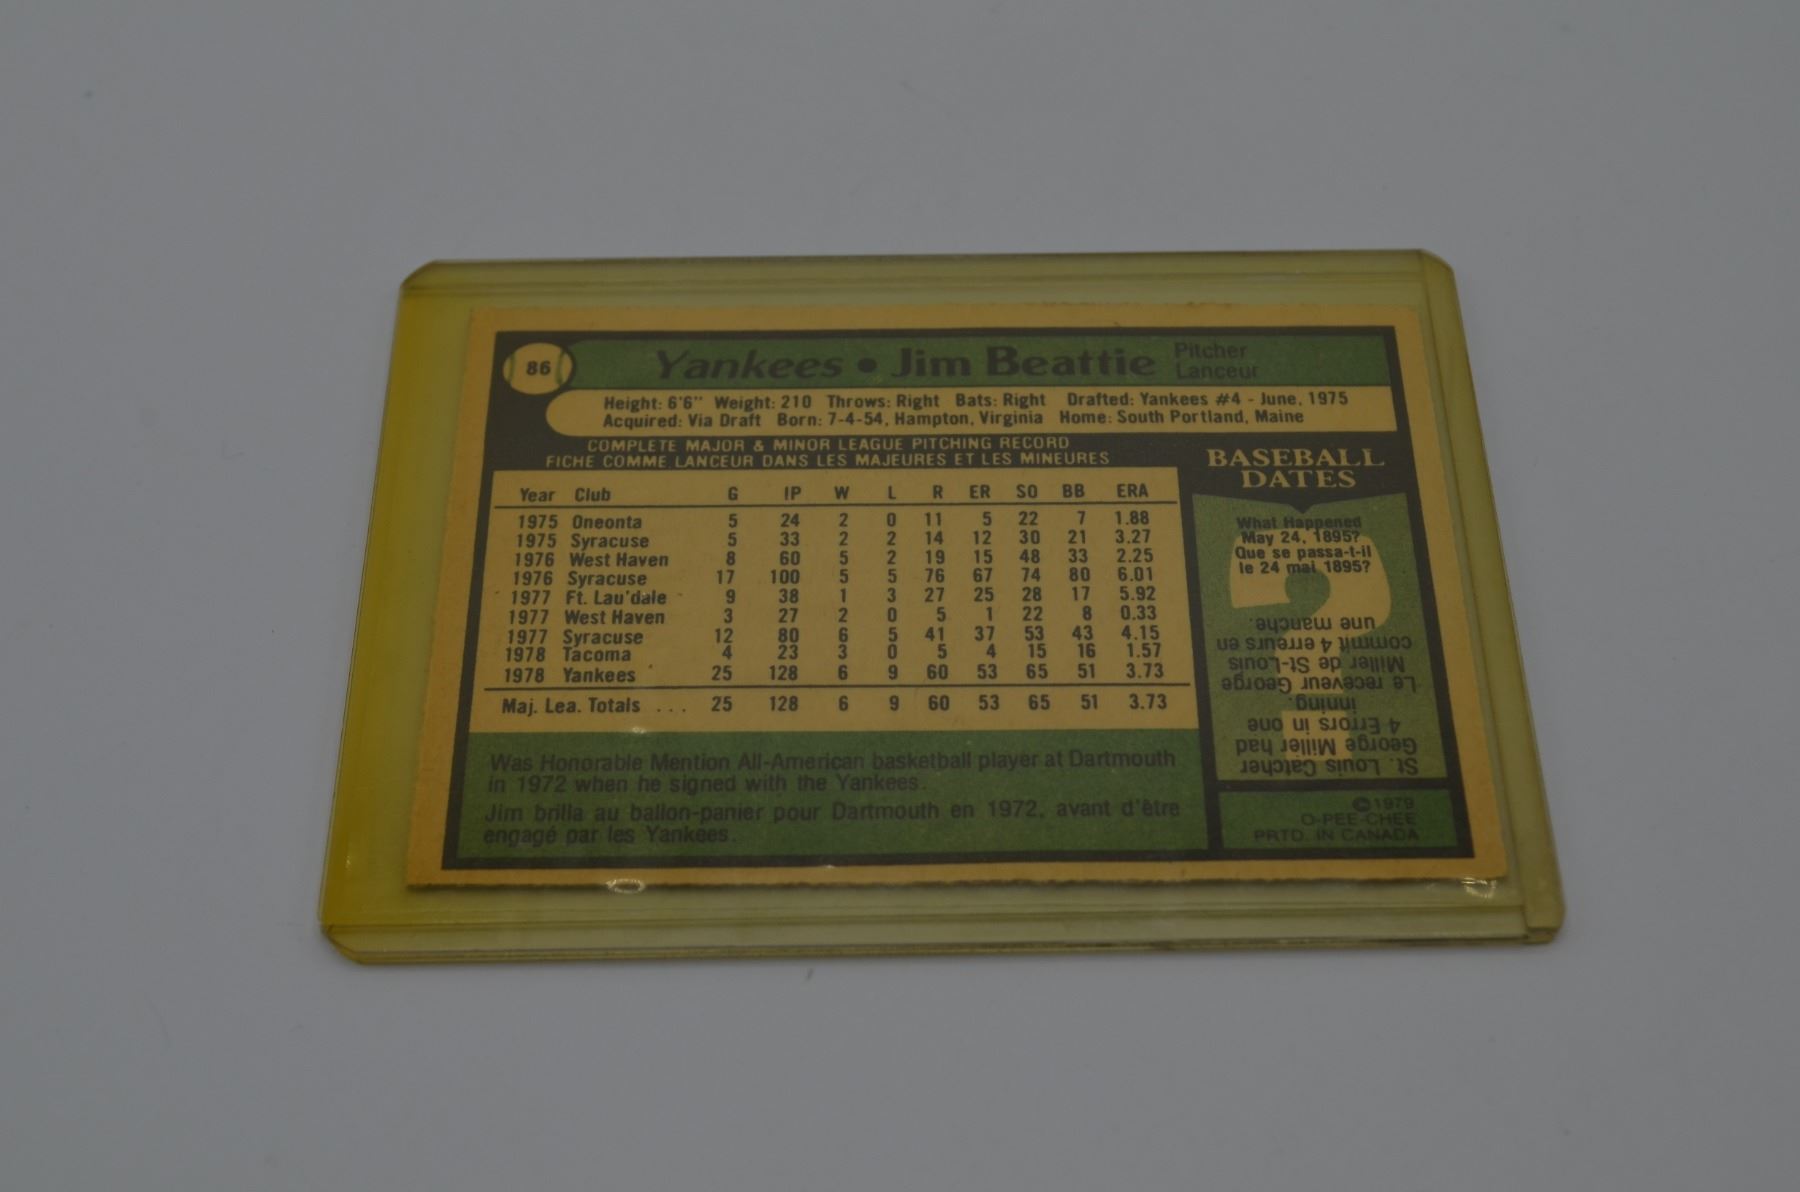 86
Yankees • Jim Beattie Pitcher
Lanceur
Height: 6'6" Weight: 210 Throws: Right Bats: Right Drafted: Yankees #4 - June, 1975
Acquired: Via Draft Born: 7-4-54, Hampton, Virginia Home: South Portland, Maine
COMPLETE MAJOR & MINOR LEAGUE PITCHING RECORD
FICHE COMME LANCEUR DANS LES MAJEURES ET LES MINEURES
Year Club G IP W L R ER SO BB ERA
1975 Oneonta 5 24 2 0 11 5 22 7 1.88
1975 Syracuse 5 33 2 2 14 12 30 21 3.27
1976 West Haven 8 60 5 2 19 15 48 33 2.25
1976 Syracuse 17 100 5 5 76 67 74 80 6.01
1977 Ft. Lau'dale 9 38 1 3 27 25 28 17 5.92
1977 West Haven 3 27 2 0 5 1 22 8 0.33
1977 Syracuse 12 80 6 5 41 37 53 43 4.15
1978 Tacoma 4 23 3 0 5 4 15 16 1.57
1978 Yankees 25 128 6 9 60 53 65 51 3.73
Maj. Lea. Totals ... 25 128 6 9 60 53 65 51 3.73
Was Honorable Mention All-American basketball player at Dartmouth
in 1972 when he signed with the Yankees.
Jim brilla au ballon-panier pour Dartmouth en 1972, avant d'être
engagé par les Yankees.
BASEBALL
DATES
What Happened
May 24, 1895?
Que se passa-t-il
le 24 mai 1895?
St. Louis Catcher
George Miller had
4 Errors in one
inning.
Le receveur George
Miller de St-Louis
commit 4 erreurs en
une manche.
©1979
O-PEE-CHEE
PRTD. IN CANADA